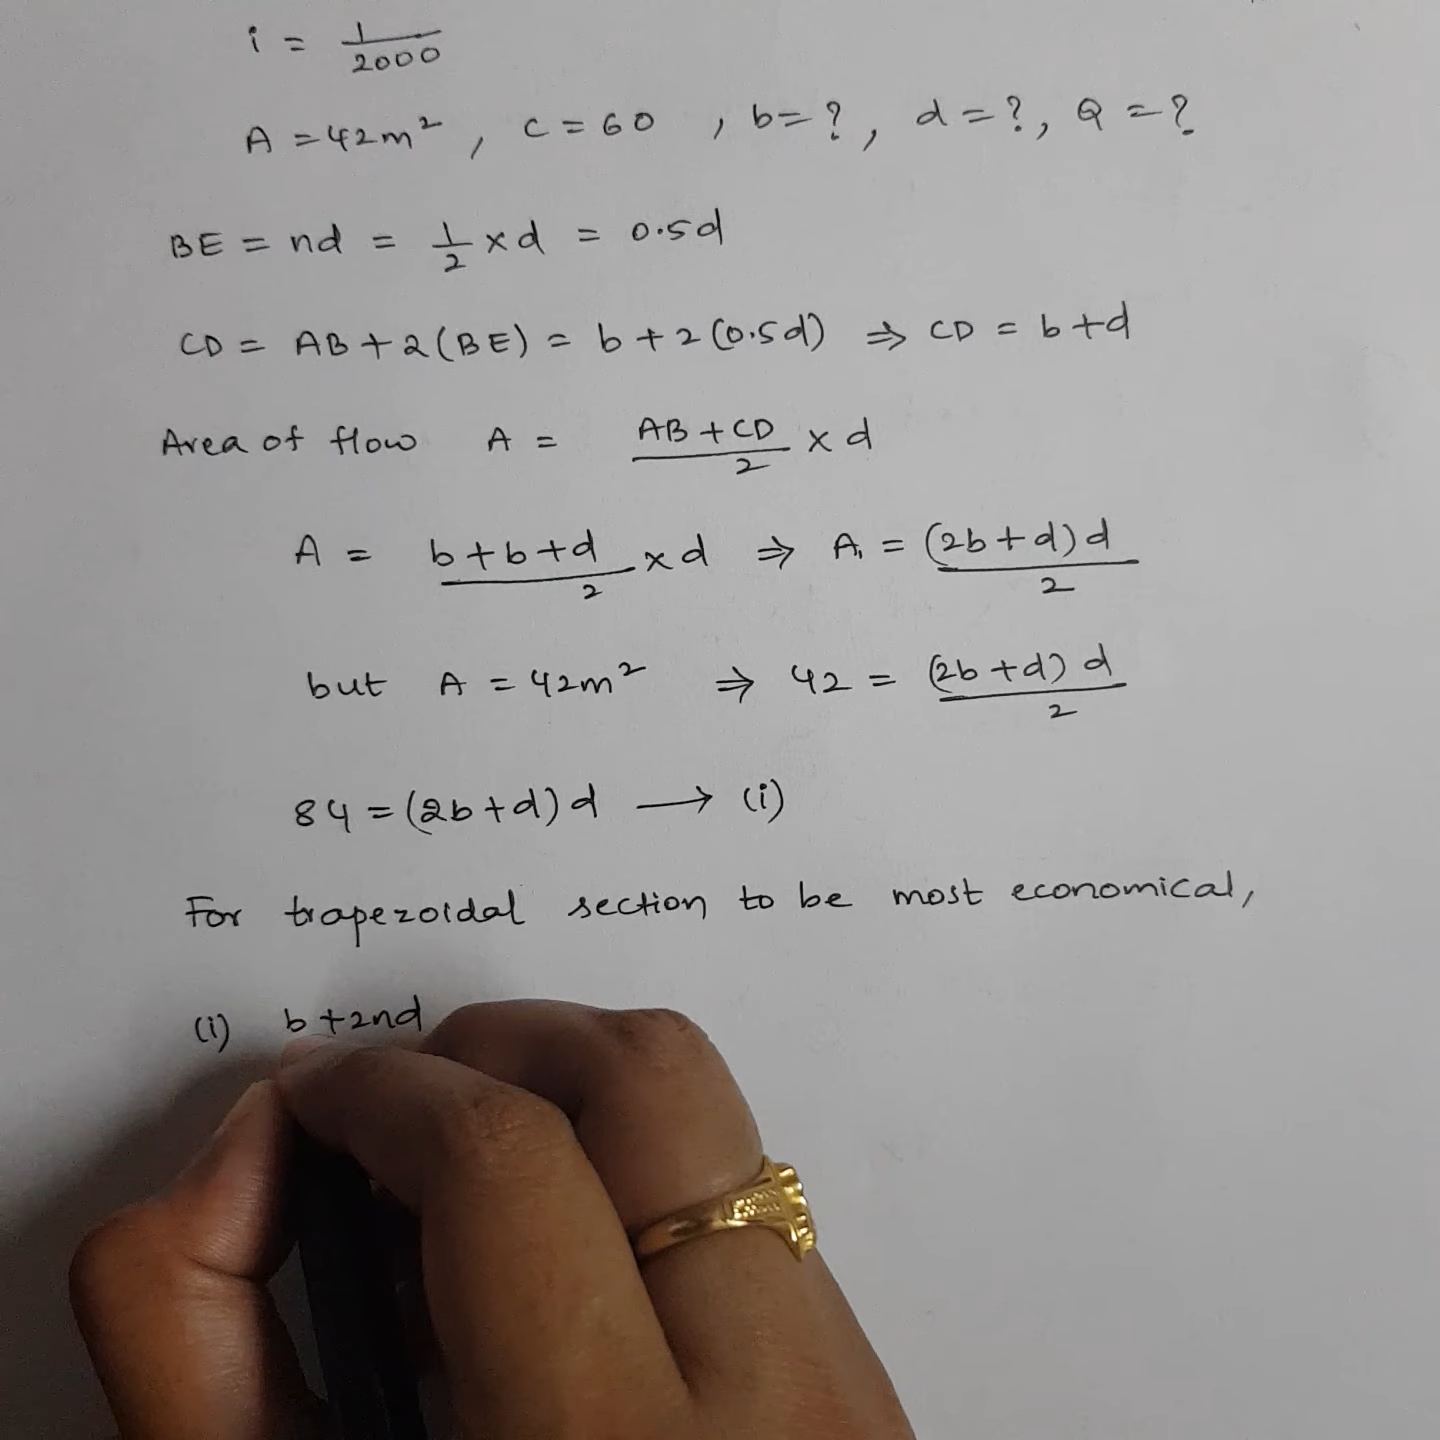 i = 1/2000
A = 42m², C = 60, b = ?, d = ?, Q = ?
BE = nd = 1/2 × d = 0.5d
CD = AB + 2(BE) = b + 2(0.5d) ⇒ CD = b + d
Area of flow A = (AB + CD)/2 × d
A = (b + b + d)/2 × d ⇒ A = (2b + d)d/2
but A = 42m² ⇒ 42 = (2b + d)d/2
84 = (2b + d)d → (i)
For trapezoidal section to be most economical,
(i) b + 2nd